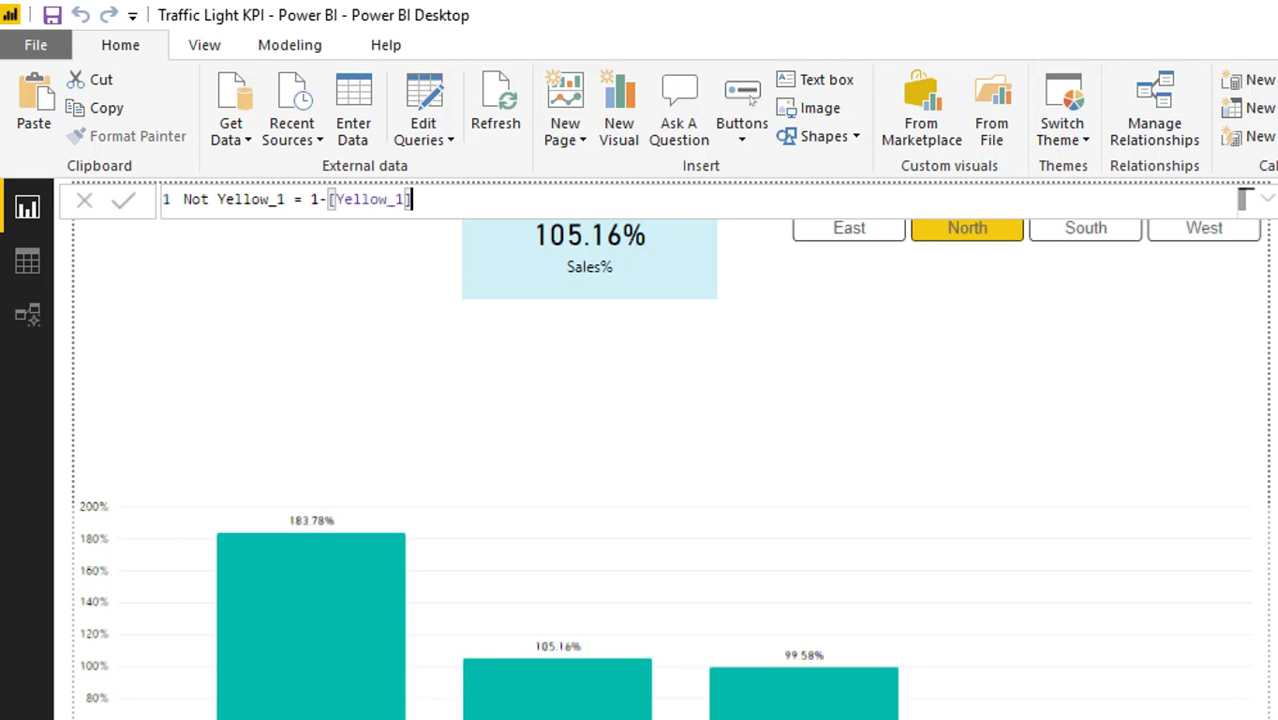 Traffic Light KPI - Power BI - Power BI Desktop
File Home View Modeling Help
Paste
Cut
Copy
Format Painter
Get Data
Recent Sources
Enter Data
Edit Queries
Refresh
New Page
New Visual
Ask A Question
Buttons
Text box
Image
Shapes
From Marketplace
From File
Switch Theme
Manage Relationships
New
New
New
Clipboard External data Insert Custom visuals Themes Relationships Cal
1 Not Yellow_1 = 1-[Yellow_1]
105.16%
Sales%
East North South West
200%
183.78%
180%
160%
140%
120%
105.16%
99.58%
100%
80%